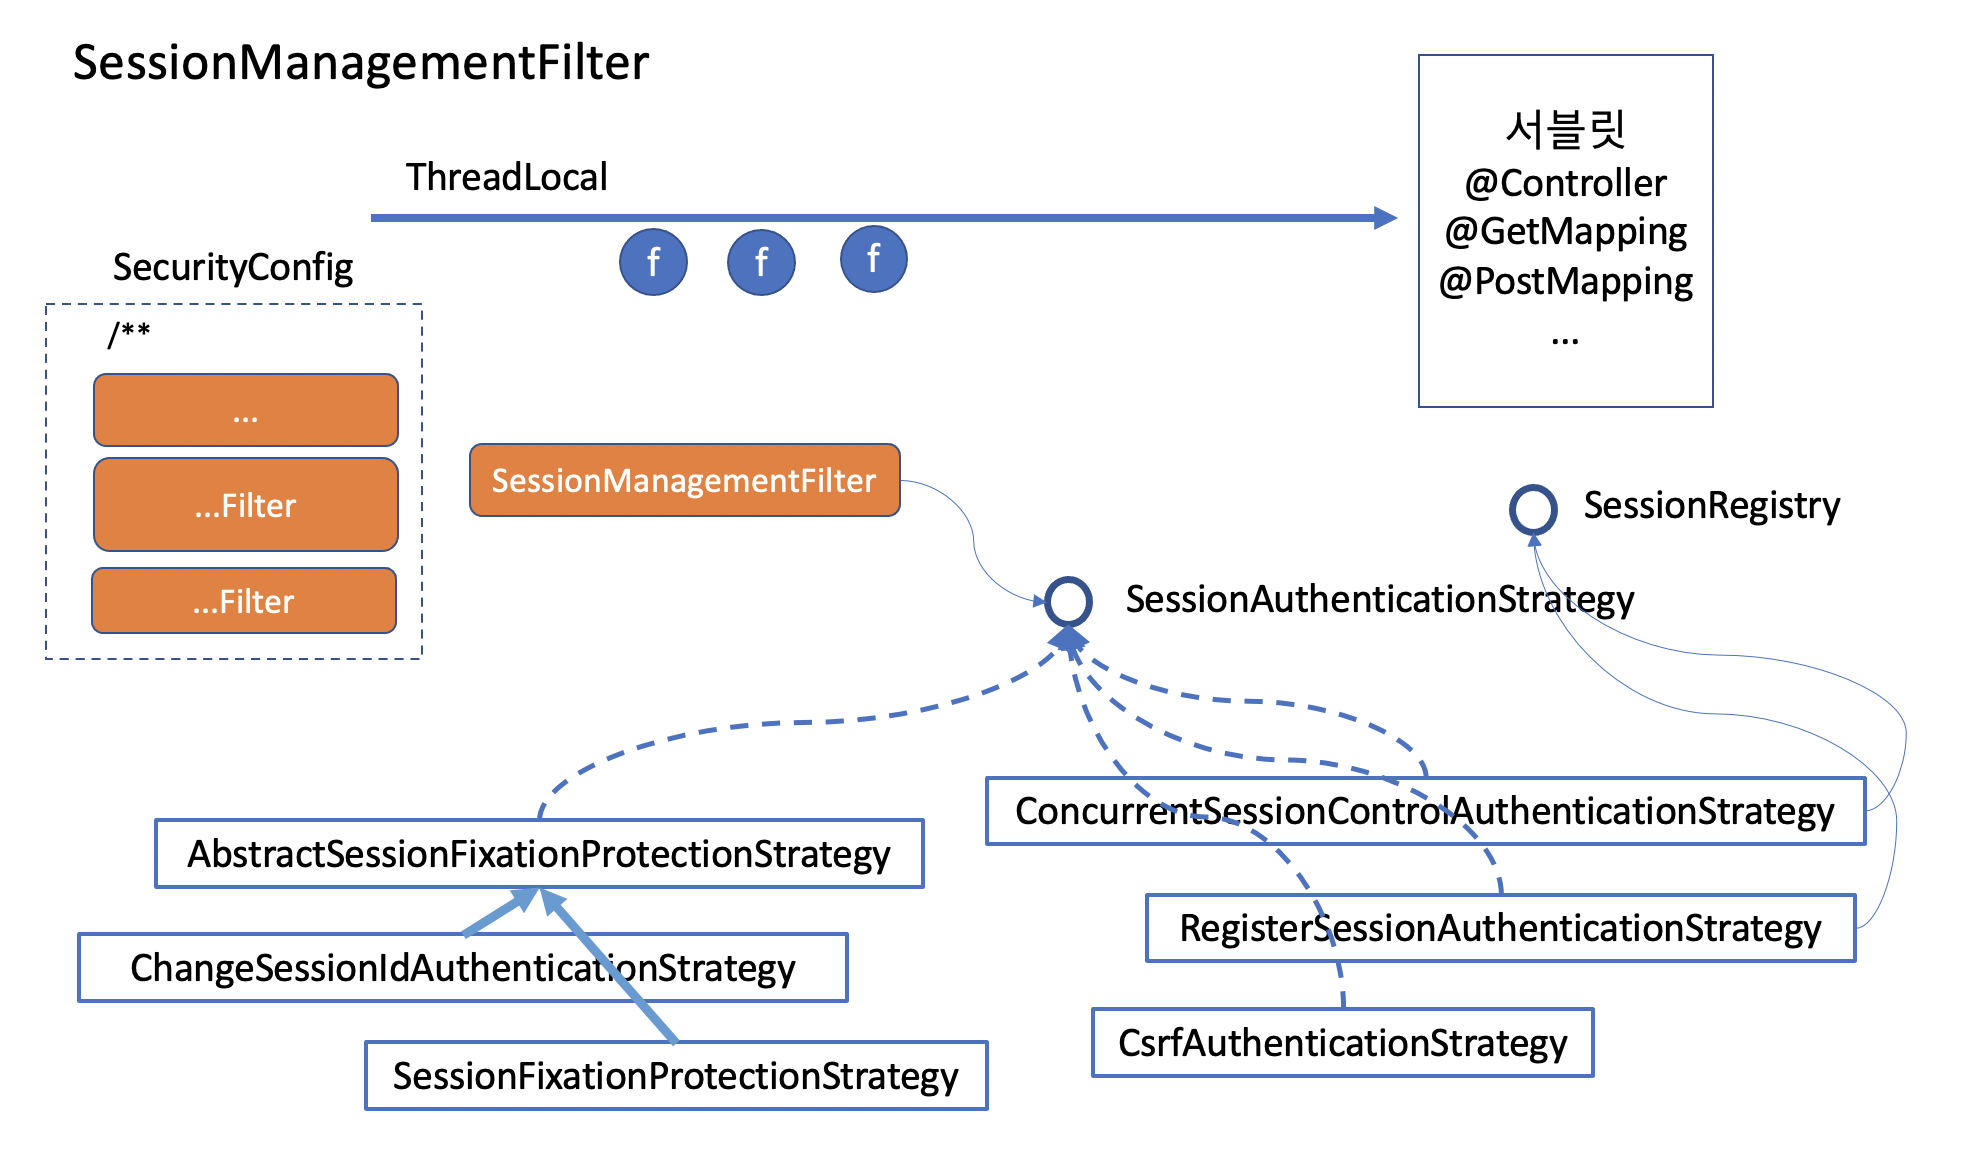 SessionManagementFilter
ThreadLocal
f
f
f
서블릿
@Controller
@GetMapping
@PostMapping
...
SecurityConfig
/**
...
...Filter
...Filter
SessionManagementFilter
SessionRegistry
SessionAuthenticationStrategy
ConcurrentSessionControlAuthenticationStrategy
AbstractSessionFixationProtectionStrategy
RegisterSessionAuthenticationStrategy
ChangeSessionIdAuthenticationStrategy
CsrfAuthenticationStrategy
SessionFixationProtectionStrategy